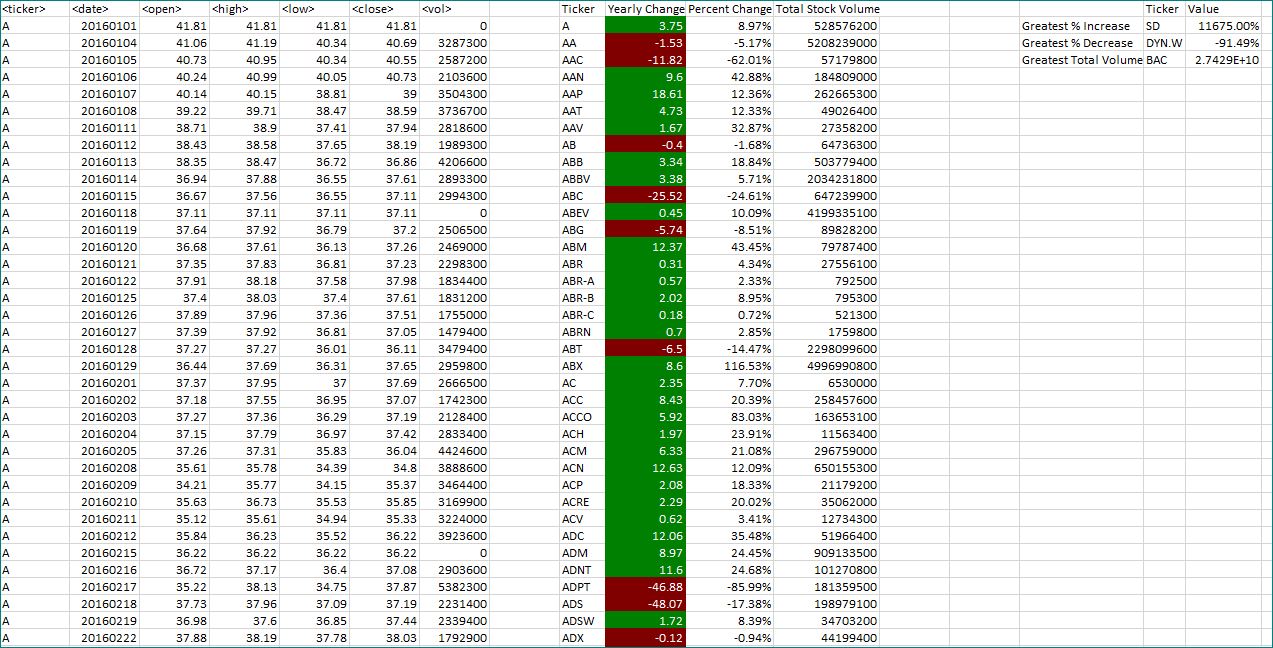 <ticker> <date> <open> <high> <low> <close> <vol> Ticker Yearly Change Percent Change Total Stock Volume Ticker Value
A 20160101 41.81 41.81 41.81 41.81 0 A 3.75 8.97% 528576200 Greatest % Increase SD 11675.00%
A 20160104 41.06 41.19 40.34 40.69 3287300 AA -1.53 -5.17% 5208239000 Greatest % Decrease DYN.W -91.49%
A 20160105 40.73 40.95 40.34 40.55 2587200 AAC -11.82 -62.01% 57179800 Greatest Total Volume BAC 2.7429E+10
A 20160106 40.24 40.99 40.05 40.73 2103600 AAN 9.6 42.88% 184809000
A 20160107 40.14 40.15 38.81 39 3504300 AAP 18.61 12.36% 262665300
A 20160108 39.22 39.71 38.47 38.59 3736700 AAT 4.73 12.33% 49026400
A 20160111 38.71 38.9 37.41 37.94 2818600 AAV 1.67 32.87% 27358200
A 20160112 38.43 38.58 37.65 38.19 1989300 AB -0.4 -1.68% 64736300
A 20160113 38.35 38.47 36.72 36.86 4206600 ABB 3.34 18.84% 503779400
A 20160114 36.94 37.88 36.55 37.61 2893300 ABBV 3.38 5.71% 2034231800
A 20160115 36.67 37.56 36.55 37.11 2994300 ABC -25.52 -24.61% 647239900
A 20160118 37.11 37.11 37.11 37.11 0 ABEV 0.45 10.09% 4199335100
A 20160119 37.64 37.92 36.79 37.2 2506500 ABG -5.74 -8.51% 89828200
A 20160120 36.68 37.61 36.13 37.26 2469000 ABM 12.37 43.45% 79787400
A 20160121 37.35 37.83 36.81 37.23 2298300 ABR 0.31 4.34% 27556100
A 20160122 37.91 38.18 37.58 37.98 1834400 ABR-A 0.57 2.33% 792500
A 20160125 37.4 38.03 37.4 37.61 1831200 ABR-B 2.02 8.95% 795300
A 20160126 37.89 37.96 37.36 37.51 1755000 ABR-C 0.18 0.72% 521300
A 20160127 37.39 37.92 36.81 37.05 1479400 ABRN 0.7 2.85% 1759800
A 20160128 37.27 37.27 36.01 36.11 3479400 ABT -6.5 -14.47% 2298099600
A 20160129 36.44 37.69 36.31 37.65 2959800 ABX 8.6 116.53% 4996990800
A 20160201 37.37 37.95 37 37.69 2666500 AC 2.35 7.70% 6530000
A 20160202 37.18 37.55 36.95 37.07 1742300 ACC 8.43 20.39% 258457600
A 20160203 37.27 37.36 36.29 37.19 2128400 ACCO 5.92 83.03% 163653100
A 20160204 37.15 37.79 36.97 37.42 2833400 ACH 1.97 23.91% 11563400
A 20160205 37.26 37.31 35.83 36.04 4424600 ACM 6.33 21.08% 296759000
A 20160208 35.61 35.78 34.39 34.8 3888600 ACN 12.63 12.09% 650155300
A 20160209 34.21 35.77 34.15 35.37 3464400 ACP 2.08 18.33% 21179200
A 20160210 35.63 36.73 35.53 35.85 3169900 ACRE 2.29 20.02% 35062000
A 20160211 35.12 35.61 34.94 35.33 3224000 ACV 0.62 3.41% 12734300
A 20160212 35.84 36.23 35.52 36.22 3923600 ADC 12.06 35.48% 51966400
A 20160215 36.22 36.22 36.22 36.22 0 ADM 8.97 24.45% 909133500
A 20160216 36.72 37.17 36.4 37.08 2903600 ADNT 11.6 24.68% 101270800
A 20160217 35.22 38.13 34.75 37.87 5382300 ADPT -46.88 -85.99% 181359500
A 20160218 37.73 37.96 37.09 37.19 2231400 ADS -48.07 -17.38% 198979100
A 20160219 36.98 37.6 36.85 37.44 2339400 ADSW 1.72 8.39% 34703200
A 20160222 37.88 38.19 37.78 38.03 1792900 ADX -0.12 -0.94% 44199400